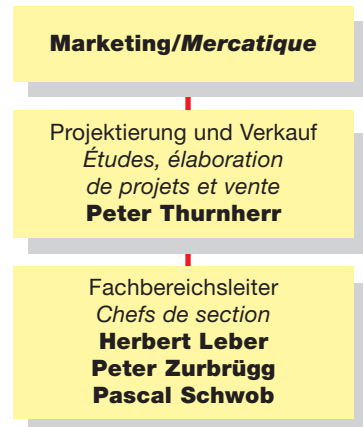 Marketing/Mercatique
Projektierung und Verkauf
Études, élaboration
de projets et vente
Peter Thurnherr
Fachbereichsleiter
Chefs de section
Herbert Leber
Peter Zurbrügg
Pascal Schwob